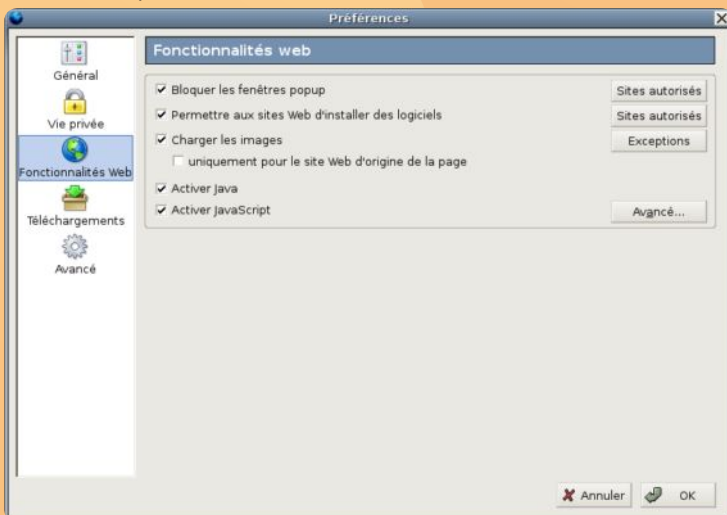 Préférences
Général
Vie privée
Fonctionnalités Web
Téléchargements
Avancé
Fonctionnalités web
Bloquer les fenêtres popup
Sites autorisés
Permettre aux sites Web d'installer des logiciels
Sites autorisés
Charger les images
Exceptions
uniquement pour le site Web d'origine de la page
Activer Java
Activer JavaScript
Avancé...
Annuler
OK